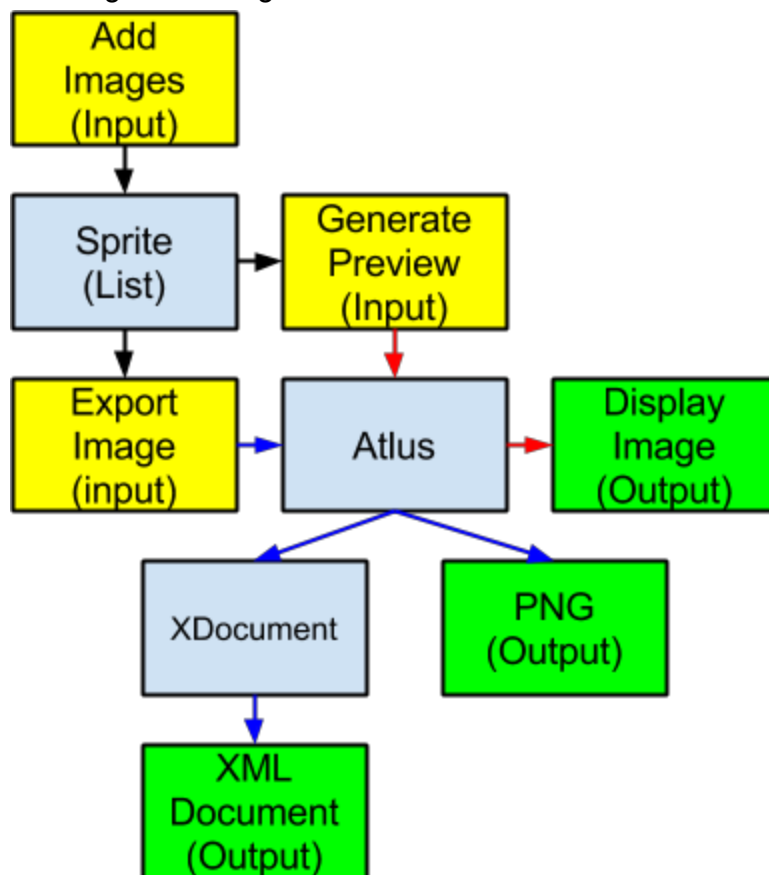 Add
Images
(Input)
Sprite
(List)
Generate
Preview
(Input)
Export
Image
(input)
Atlus
Display
Image
(Output)
XDocument
PNG
(Output)
XML
Document
(Output)